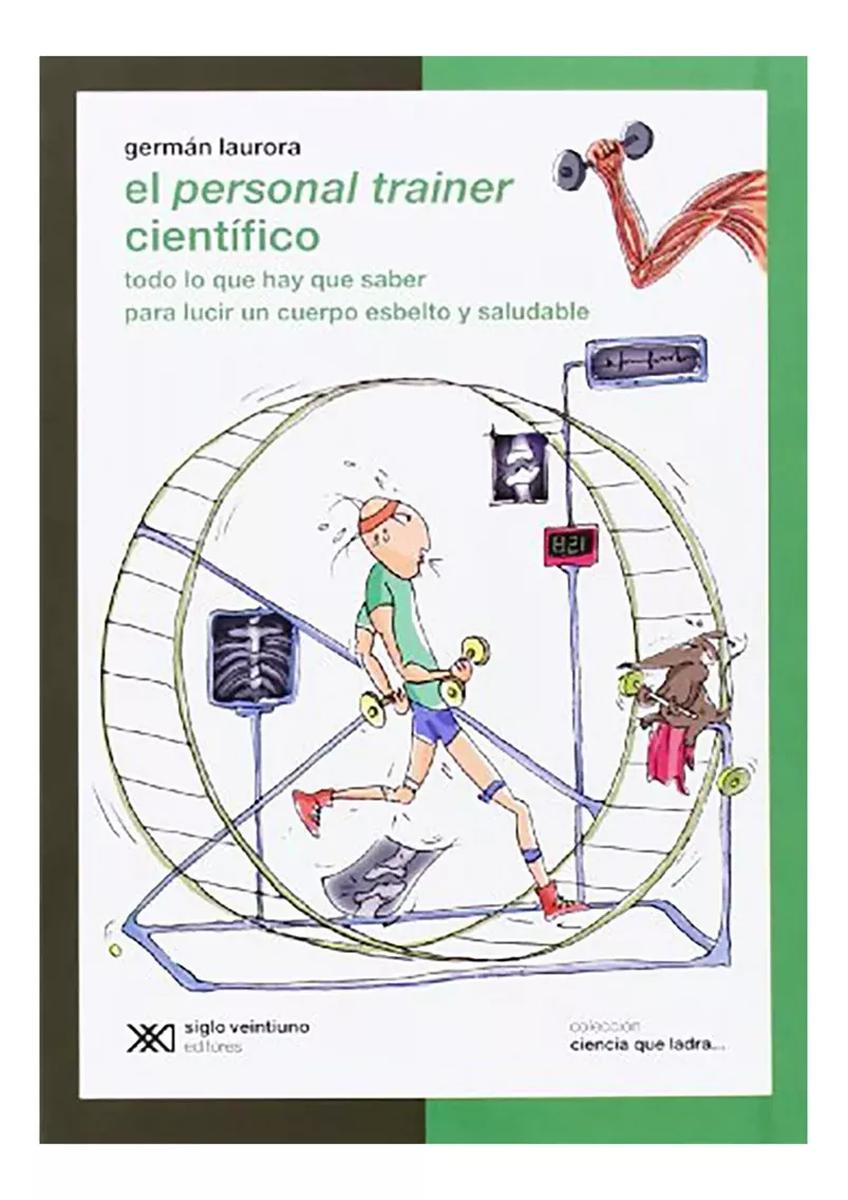 germán laurora
el personal trainer
científico
todo lo que hay que saber
para lucir un cuerpo esbelto y saludable
siglo veintiuno
editores
colección
ciencia que ladra...